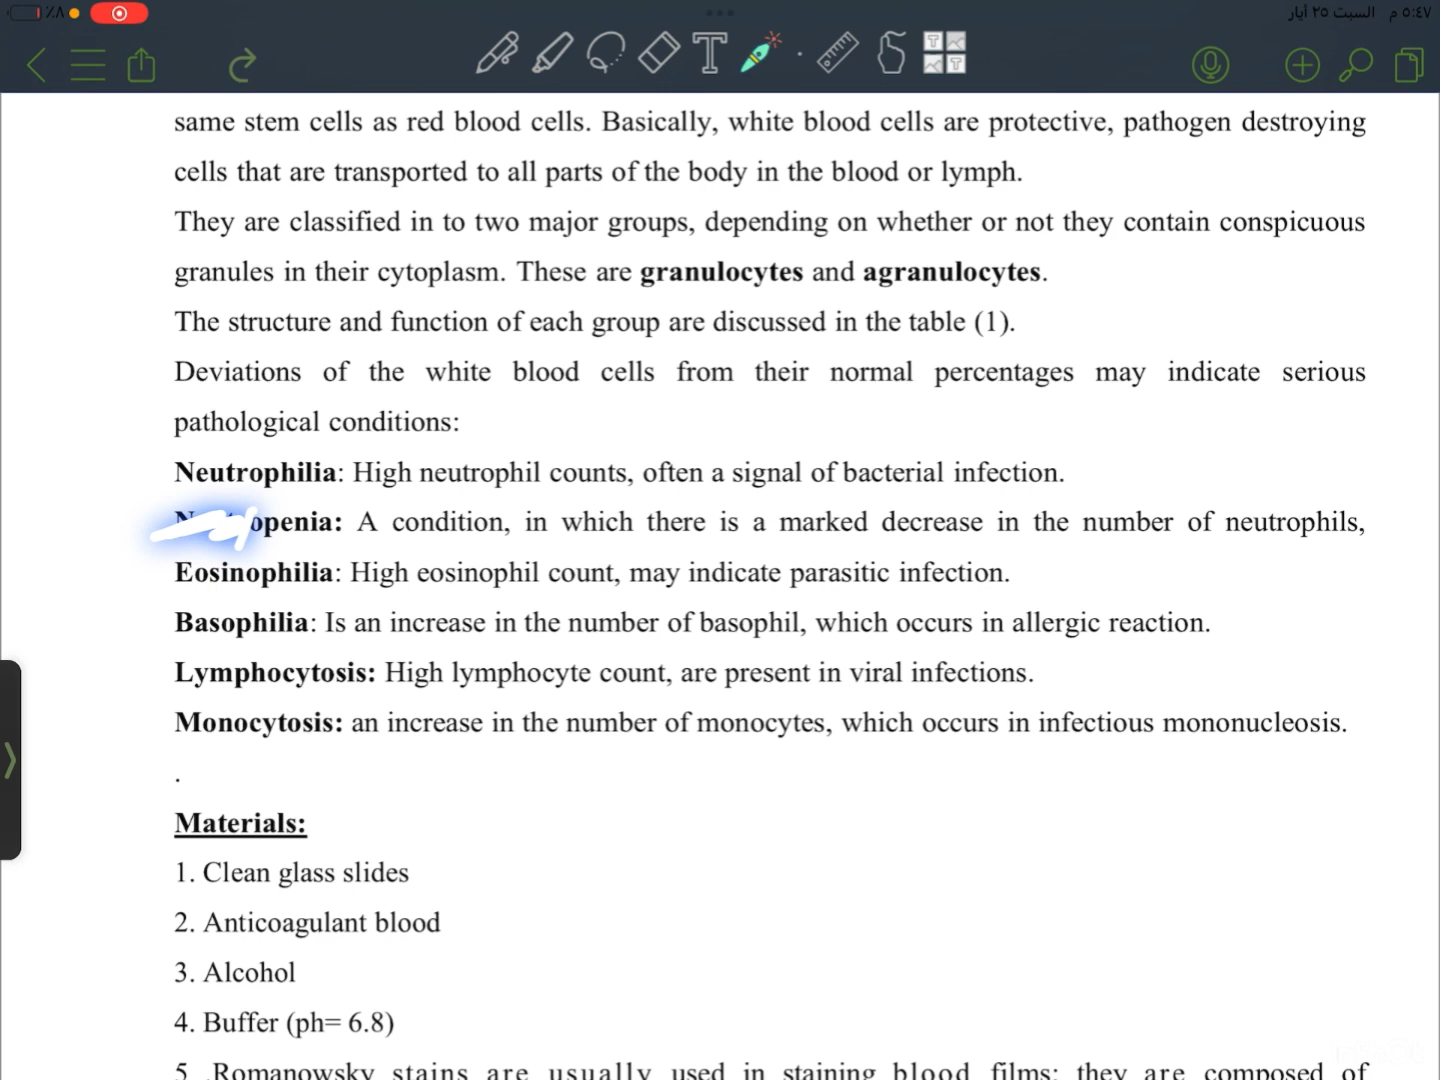 ٪٨
٥:٤٧ م السبت ٢٥ أيار
same stem cells as red blood cells. Basically, white blood cells are protective, pathogen destroying
cells that are transported to all parts of the body in the blood or lymph.
They are classified in to two major groups, depending on whether or not they contain conspicuous
granules in their cytoplasm. These are granulocytes and agranulocytes.
The structure and function of each group are discussed in the table (1).
Deviations of the white blood cells from their normal percentages may indicate serious
pathological conditions:
Neutrophilia: High neutrophil counts, often a signal of bacterial infection.
openia: A condition, in which there is a marked decrease in the number of neutrophils,
Eosinophilia: High eosinophil count, may indicate parasitic infection.
Basophilia: Is an increase in the number of basophil, which occurs in allergic reaction.
Lymphocytosis: High lymphocyte count, are present in viral infections.
Monocytosis: an increase in the number of monocytes, which occurs in infectious mononucleosis.
.
Materials:
1. Clean glass slides
2. Anticoagulant blood
3. Alcohol
4. Buffer (ph= 6.8)
5 .Romanowsky stains are usually used in staining blood films; they are composed of